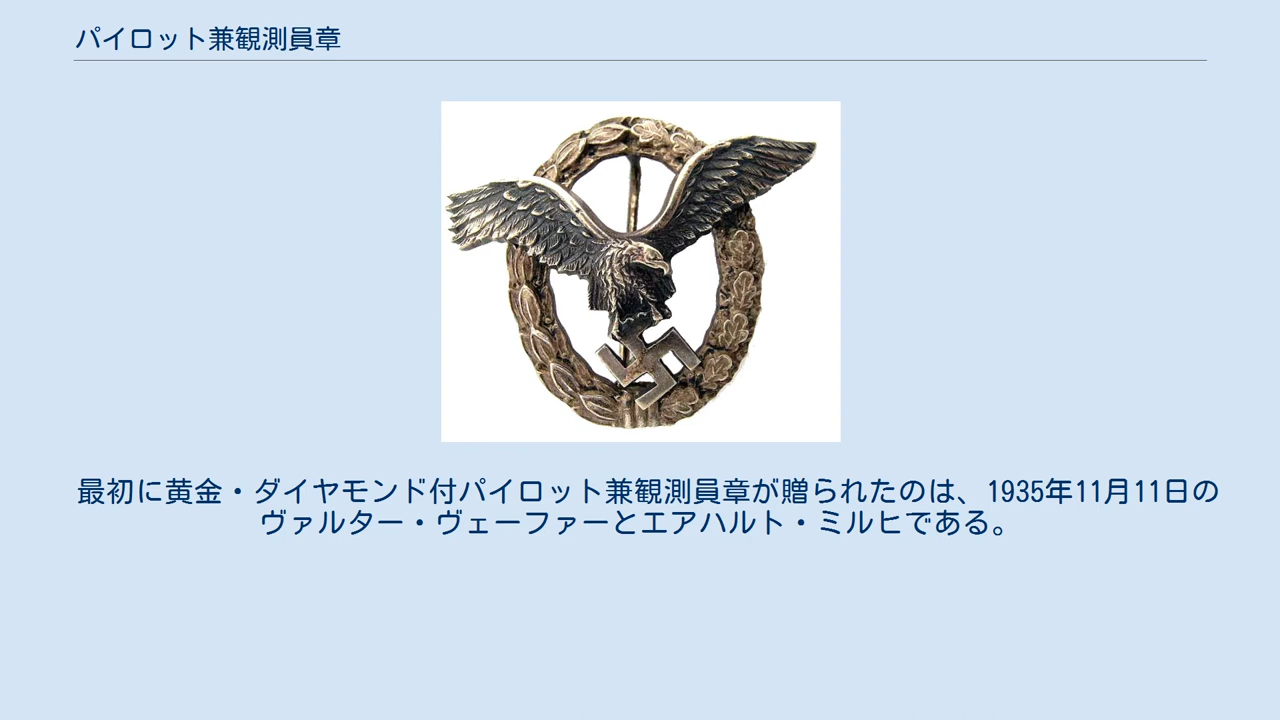 パイロット兼観測員章
最初に黄金・ダイヤモンド付パイロット兼観測員章が贈られたのは、1935年11月11日の
ヴァルター・ヴェーファーとエアハルト・ミルヒである。